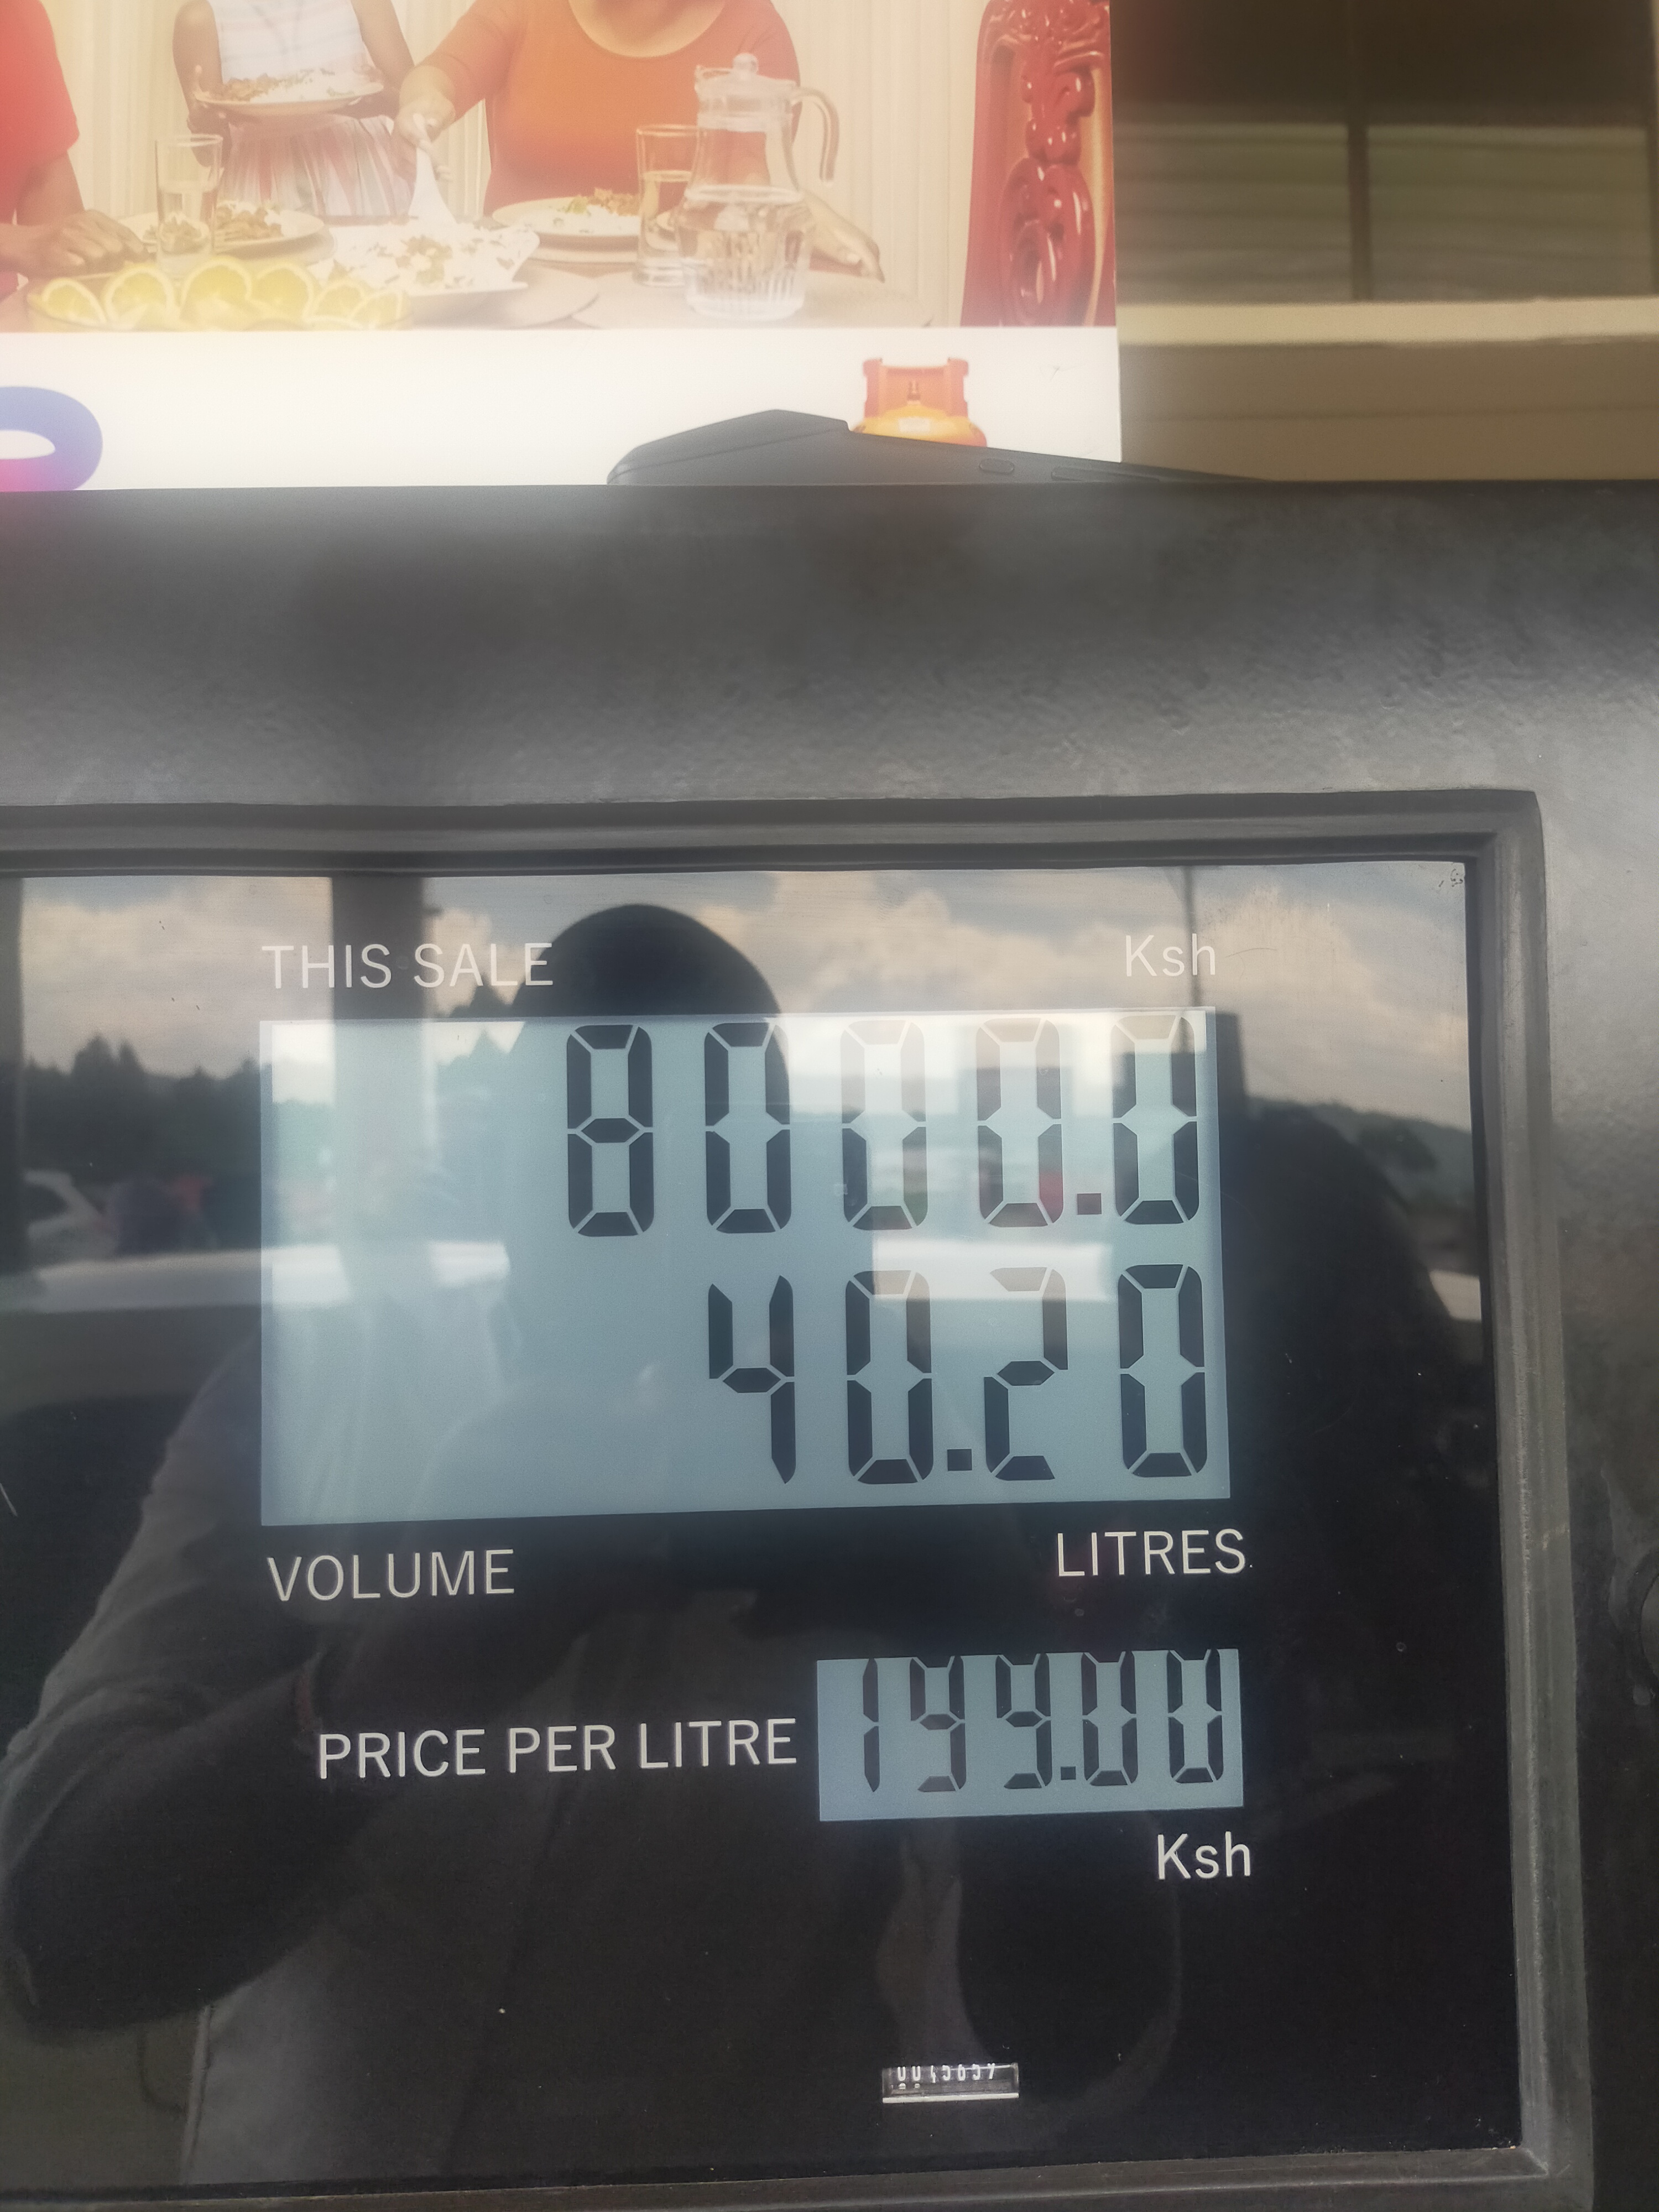 THIS SALE Ksh
8000.0
40.20
VOLUME LITRES
PRICE PER LITRE 199.00
Ksh